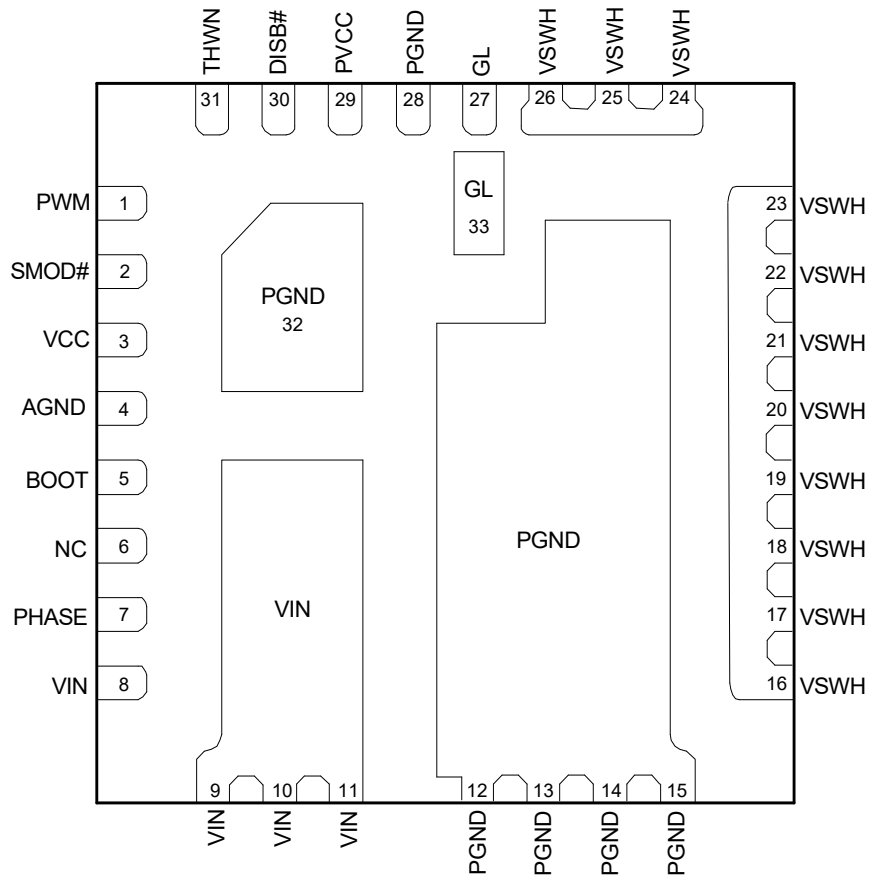 THWN
DISB#
PVCC
PGND
GL
VSWH
VSWH
VSWH
31
30
29
28
27
26
25
24
PWM 1
SMOD# 2
VCC 3
AGND 4
BOOT 5
NC 6
PHASE 7
VIN 8
GL
33
PGND
32
VIN
PGND
23 VSWH
22 VSWH
21 VSWH
20 VSWH
19 VSWH
18 VSWH
17 VSWH
16 VSWH
9
10
11
12
13
14
15
VIN
VIN
VIN
PGND
PGND
PGND
PGND